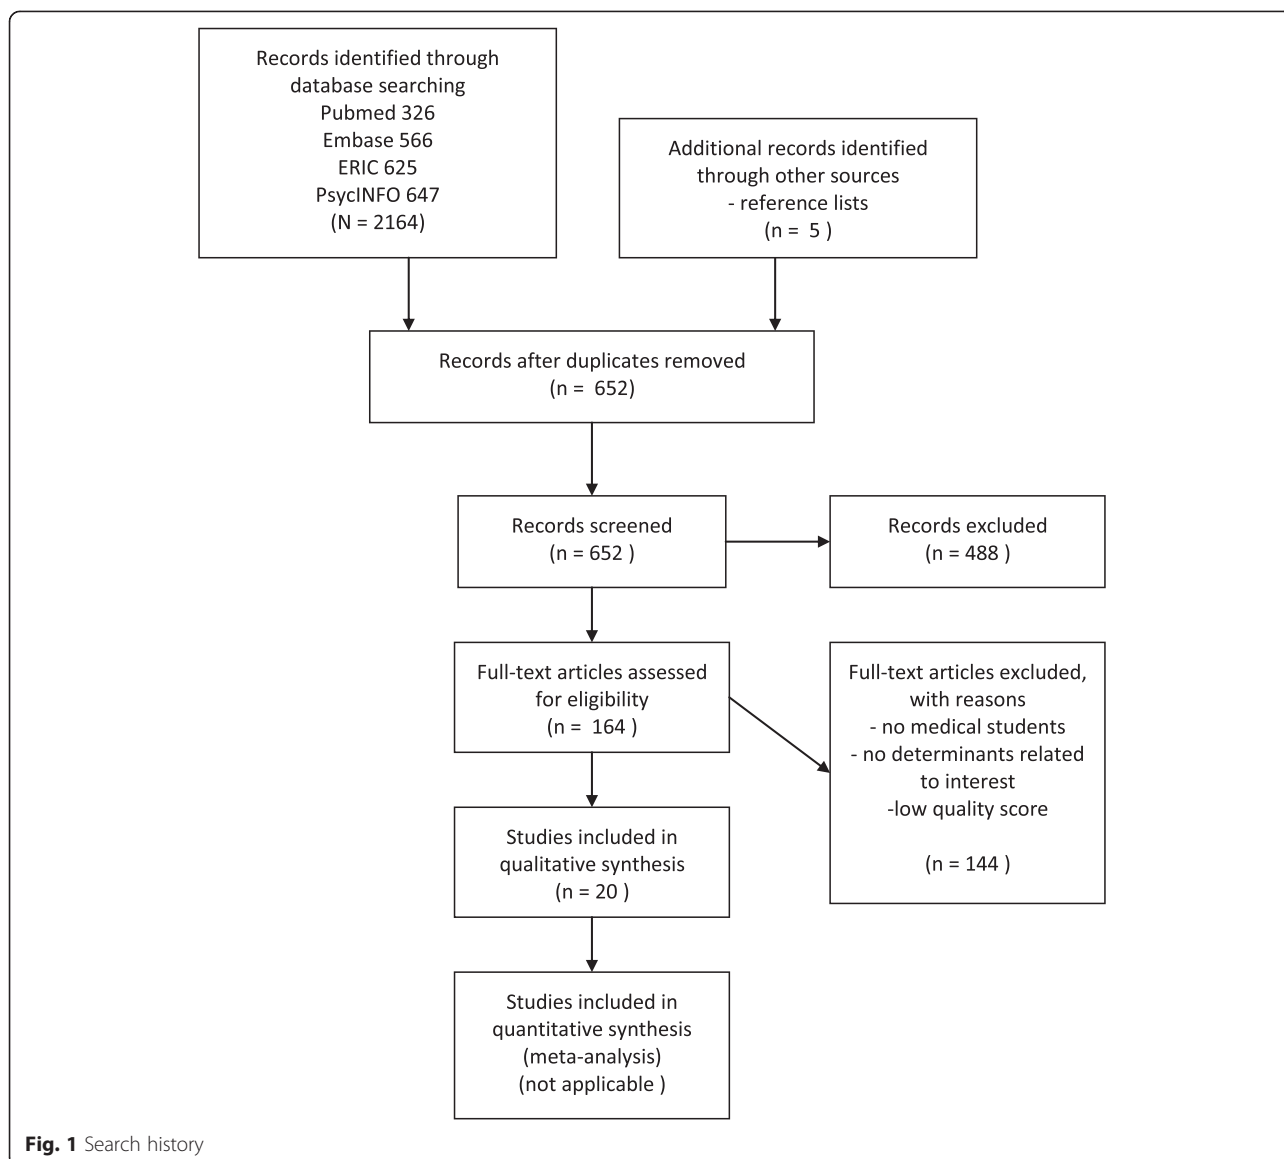 Records identified through
database searching
Pubmed 326
Embase 566
ERIC 625
PsycINFO 647
(N = 2164)
Additional records identified
through other sources
- reference lists
(n =  5 )
Records after duplicates removed
(n =  652)
Records screened
(n = 652 )
Records excluded
(n = 488 )
Full-text articles assessed
for eligibility
(n =  164 )
Full-text articles excluded,
with reasons
- no medical students
- no determinants related
to interest
-low quality score
(n = 144 )
Studies included in
qualitative synthesis
(n = 20 )
Studies included in
quantitative synthesis
(meta-analysis)
(not applicable )
Fig. 1 Search history